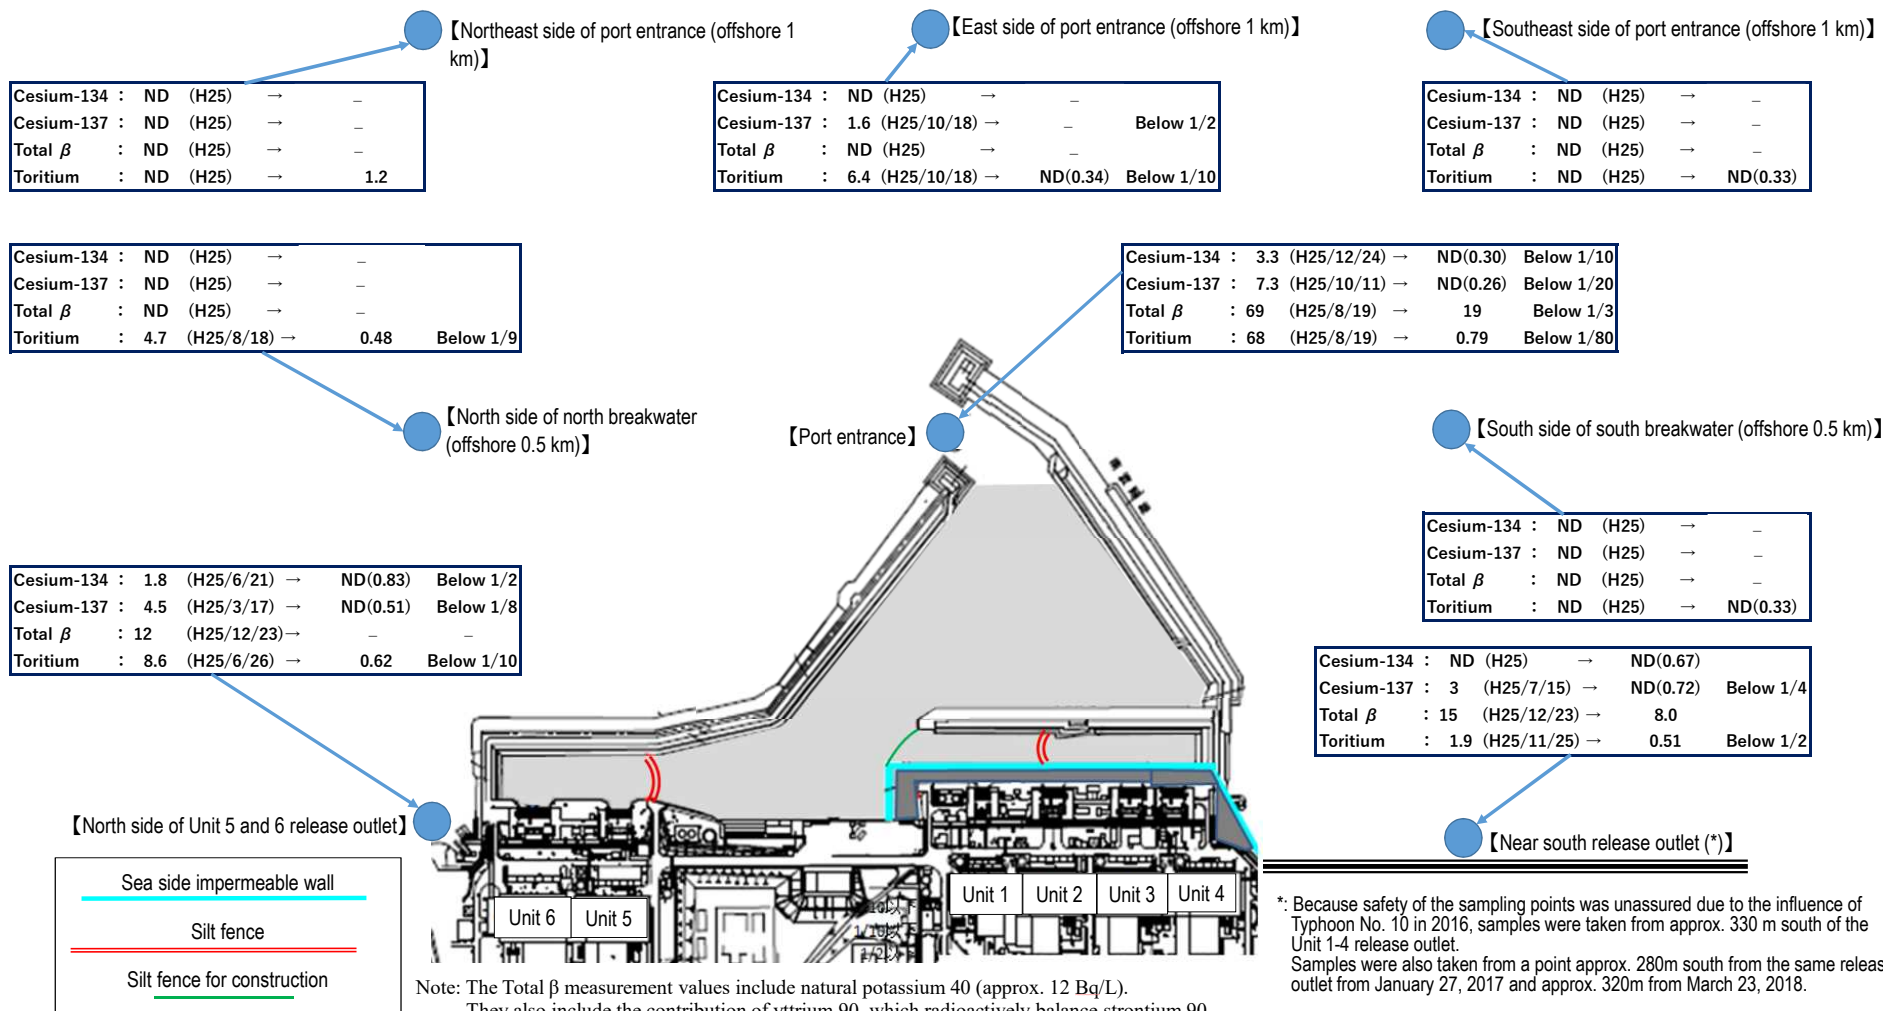 【Northeast side of port entrance (offshore 1
km)】
Cesium-134 : ND (H25) → –
Cesium-137 : ND (H25) → –
Total β : ND (H25) → –
Toritium : ND (H25) → 1.2
【East side of port entrance (offshore 1 km)】
Cesium-134 : ND (H25) → –
Cesium-137 : 1.6 (H25/10/18) → – Below 1/2
Total β : ND (H25) → –
Toritium : 6.4 (H25/10/18) → ND(0.34) Below 1/10
【Southeast side of port entrance (offshore 1 km)】
Cesium-134 : ND (H25) → –
Cesium-137 : ND (H25) → –
Total β : ND (H25) → –
Toritium : ND (H25) → ND(0.33)
Cesium-134 : ND (H25) → –
Cesium-137 : ND (H25) → –
Total β : ND (H25) → –
Toritium : 4.7 (H25/8/18) → 0.48 Below 1/9
【North side of north breakwater
(offshore 0.5 km)】
Cesium-134 : 3.3 (H25/12/24) → ND(0.30) Below 1/10
Cesium-137 : 7.3 (H25/10/11) → ND(0.26) Below 1/20
Total β : 69 (H25/8/19) → 19 Below 1/3
Toritium : 68 (H25/8/19) → 0.79 Below 1/80
【Port entrance】
【South side of south breakwater (offshore 0.5 km)】
Cesium-134 : ND (H25) → –
Cesium-137 : ND (H25) → –
Total β : ND (H25) → –
Toritium : ND (H25) → ND(0.33)
Cesium-134 : 1.8 (H25/6/21) → ND(0.83) Below 1/2
Cesium-137 : 4.5 (H25/3/17) → ND(0.51) Below 1/8
Total β : 12 (H25/12/23)→ – –
Toritium : 8.6 (H25/6/26) → 0.62 Below 1/10
【North side of Unit 5 and 6 release outlet】
Cesium-134 : ND (H25) → ND(0.67)
Cesium-137 : 3 (H25/7/15) → ND(0.72) Below 1/4
Total β : 15 (H25/12/23) → 8.0
Toritium : 1.9 (H25/11/25) → 0.51 Below 1/2
【Near south release outlet (*)】
Unit 6 Unit 5
Unit 1 Unit 2 Unit 3 Unit 4
Sea side impermeable wall
Silt fence
Silt fence for construction
*: Because safety of the sampling points was unassured due to the influence of
Typhoon No. 10 in 2016, samples were taken from approx. 330 m south of the
Unit 1-4 release outlet.
Samples were also taken from a point approx. 280m south from the same releas
outlet from January 27, 2017 and approx. 320m from March 23, 2018.
Note: The Total β measurement values include natural potassium 40 (approx. 12 Bq/L).
They also include the contribution of yttrium 90, which radioactively balance strontium 90